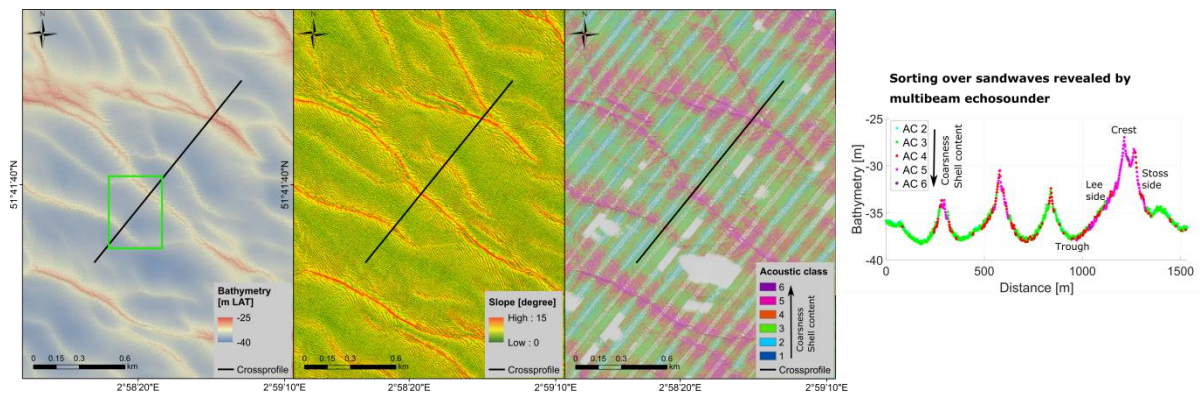 51°41'40"N
Bathymetry
[m LAT]
-25
-40
0 0.15 0.3 0.6
km
Crossprofile
2°58'20"E
2°59'10"E
Slope [degree]
High : 15
Low : 0
0 0.15 0.3 0.6
km
Crossprofile
2°58'20"E
2°59'10"E
51°41'40"N
Acoustic class
6
5
4
3
2
1
Coarsness
Shell content
0 0.15 0.3 0.6
km
Crossprofile
2°58'20"E
2°59'10"E
51°41'40"N
Sorting over sandwaves revealed by
multibeam echosounder
AC 2
AC 3
AC 4
AC 5
AC 6
Coarsness
Shell content
Crest
Lee
side
Stoss
side
Trough
Bathymetry [m]
-25
-30
-35
-40
0 500 1000 1500
Distance [m]